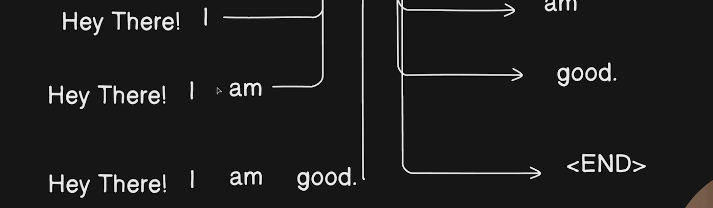 Hey There! I
am
Hey There! I am
good.
Hey There! I am good.
<END>